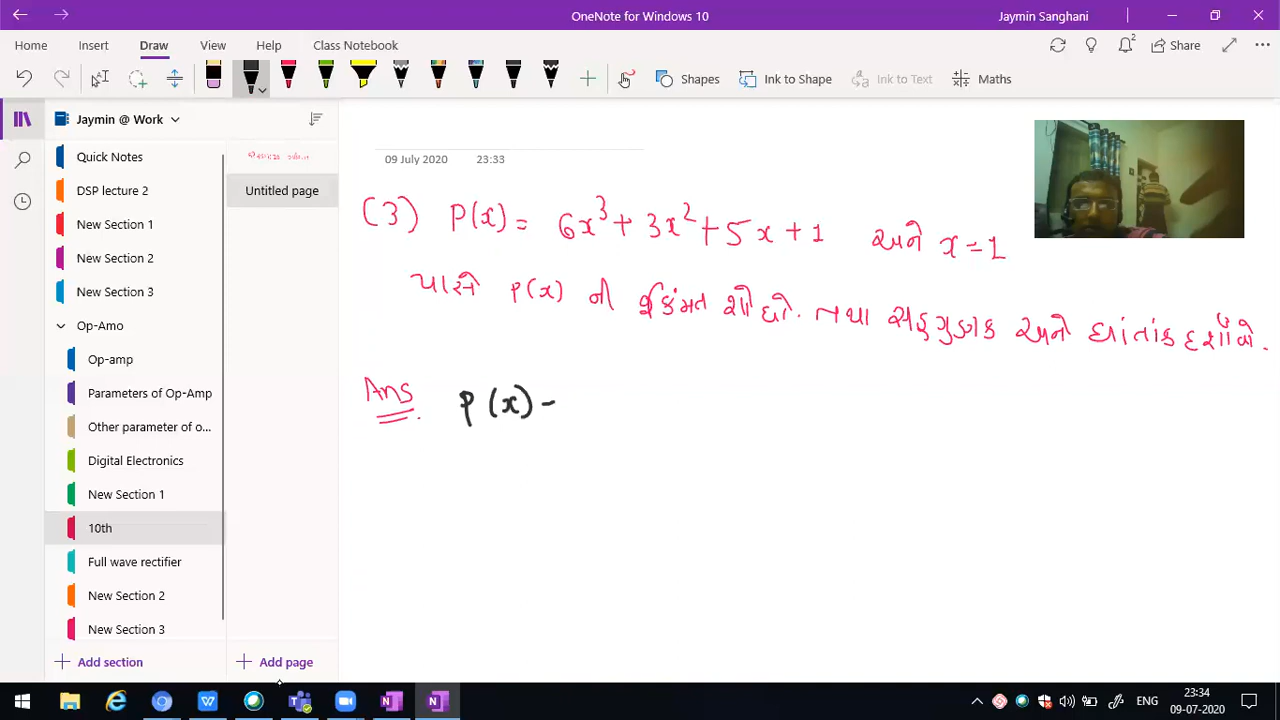 OneNote for Windows 10
Jaymin Sanghani
Home Insert Draw View Help Class Notebook Share
Shapes Ink to Shape Ink to Text Maths
Jaymin @ Work
Quick Notes
DSP lecture 2
New Section 1
New Section 2
New Section 3
Op-Amo
Op-amp
Parameters of Op-Amp
Other parameter of o...
Digital Electronics
New Section 1
10th
Full wave rectifier
New Section 2
New Section 3
Add section
Untitled page
Add page
09 July 2020 23:33
(3) P(x) = 6x³ + 3x² + 5x + 1 અને x = 1
પાસે P(x) ની કિંમત શોધો. તથા સહગુણક અને ઘાતાંક દર્શાવો.
Ans.
P(x) -
ENG
23:34
09-07-2020